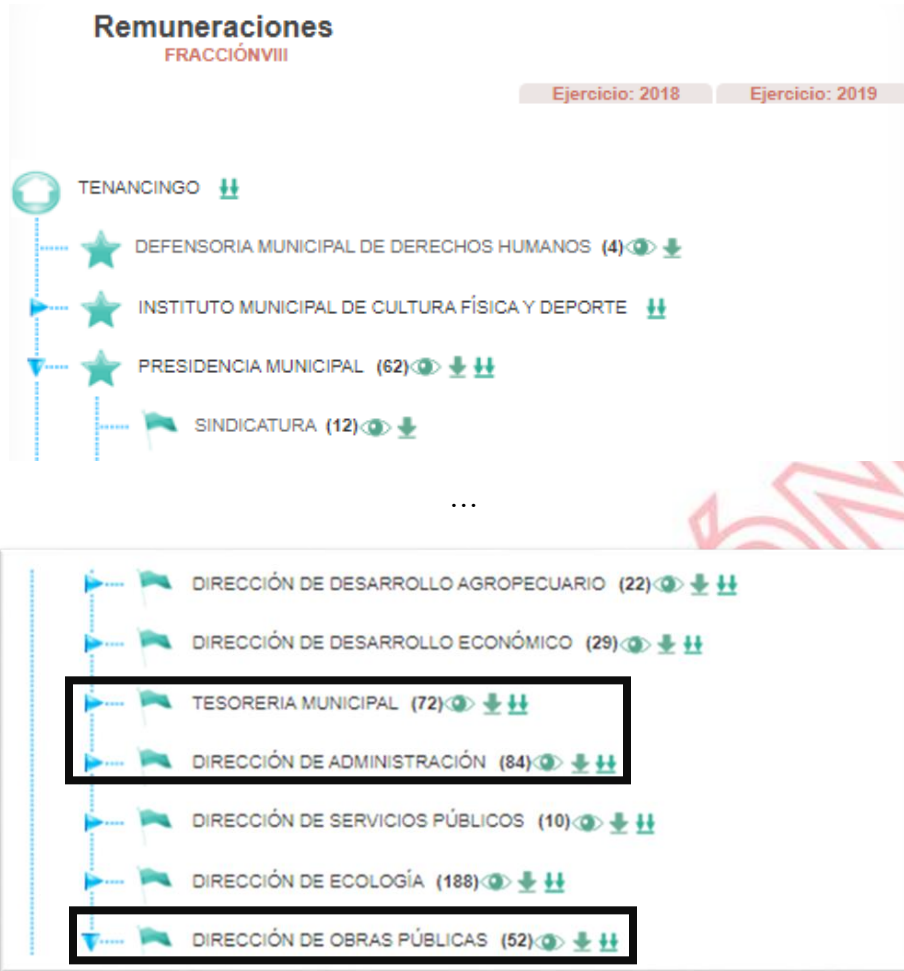 Remuneraciones
FRACCIÓNVIII
Ejercicio: 2018 Ejercicio: 2019
TENANCINGO
DEFENSORIA MUNICIPAL DE DERECHOS HUMANOS (4)
INSTITUTO MUNICIPAL DE CULTURA FÍSICA Y DEPORTE
PRESIDENCIA MUNICIPAL (62)
SINDICATURA (12)
...
DIRECCIÓN DE DESARROLLO AGROPECUARIO (22)
DIRECCIÓN DE DESARROLLO ECONÓMICO (29)
TESORERIA MUNICIPAL (72)
DIRECCIÓN DE ADMINISTRACIÓN (84)
DIRECCIÓN DE SERVICIOS PÚBLICOS (10)
DIRECCIÓN DE ECOLOGÍA (188)
DIRECCIÓN DE OBRAS PÚBLICAS (52)